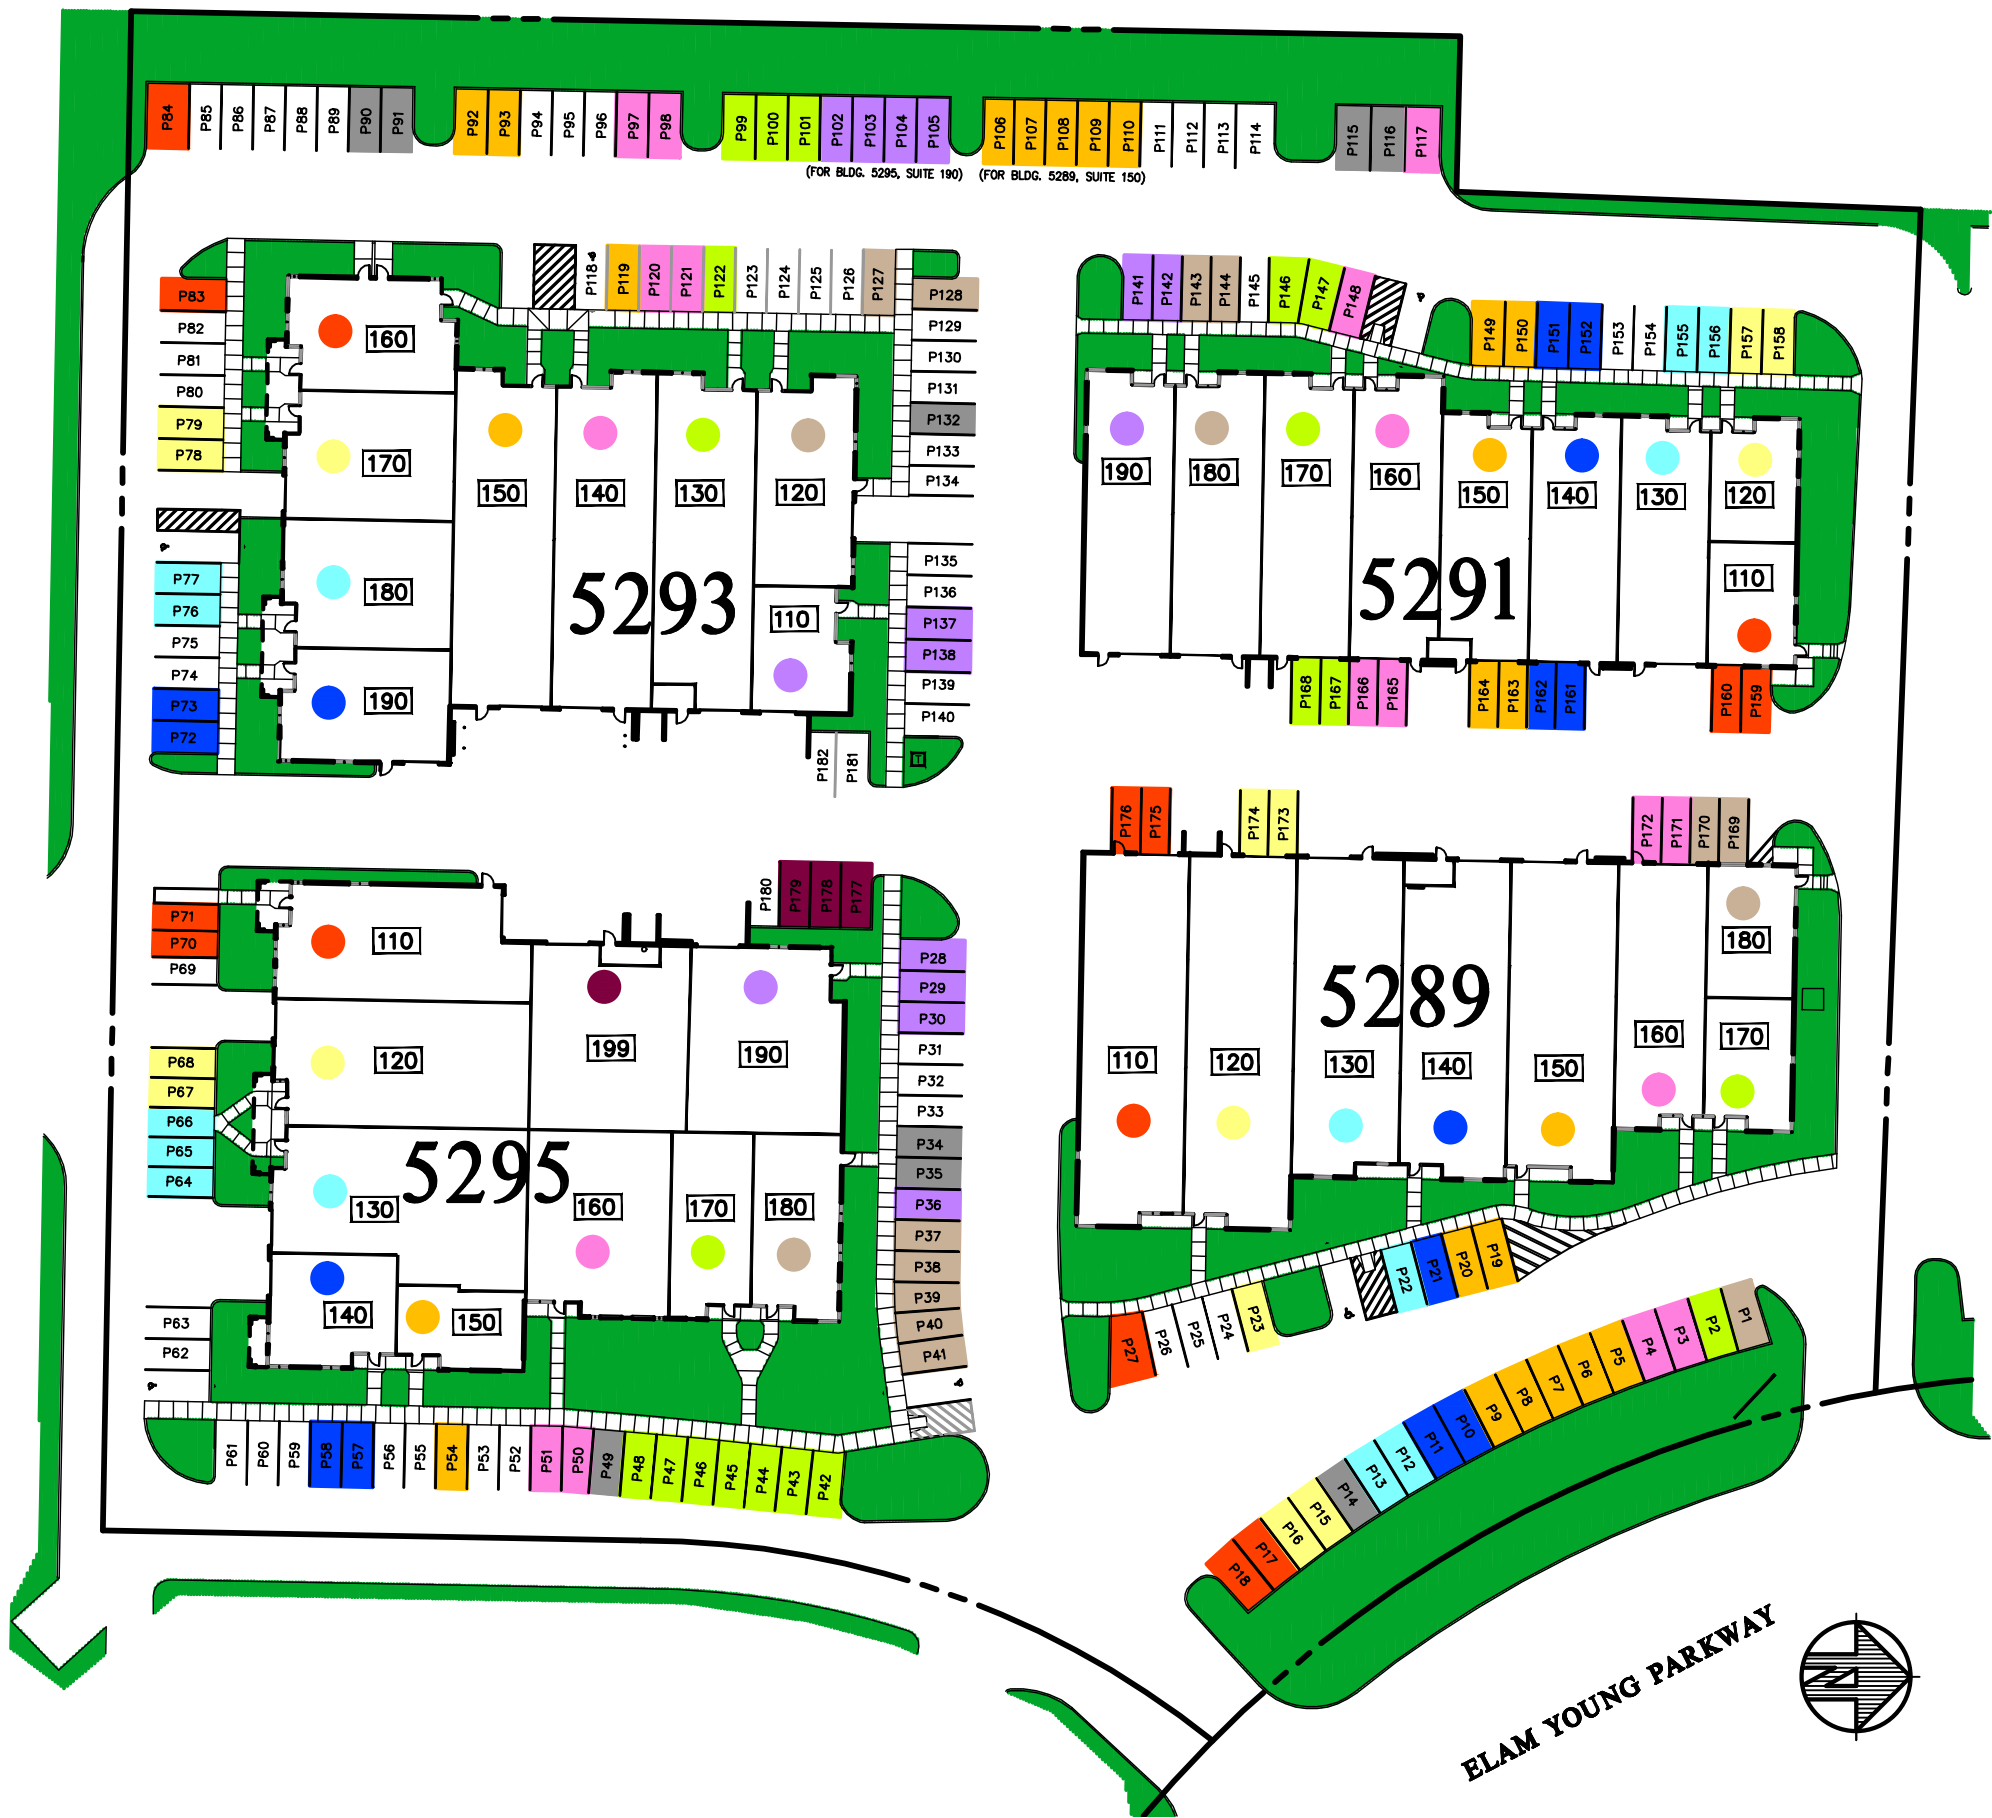 P84
P85
P86
P87
P88
P89
P90
P91
P92
P93
P94
P95
P96
P97
P98
P99
P100
P101
P102
P103
P104
P105
P106
P107
P108
P109
P110
P111
P112
P113
P114
P115
P116
P117
(FOR BLDG. 5295, SUITE 190)
(FOR BLDG. 5289, SUITE 150)
P118
P119
P120
P121
P122
P123
P124
P125
P126
P127
P128
P129
P130
P131
P132
P133
P134
P135
P136
P137
P138
P139
P140
P182
P181
P83
P82
P81
P80
P79
P78
P77
P76
P75
P74
P73
P72
160
170
180
190
150
140
130
120
110
5293
P141
P142
P143
P144
P145
P146
P147
P148
P149
P150
P151
P152
P153
P154
P155
P156
P157
P158
190
180
170
160
150
140
130
120
110
5291
P168
P167
P166
P165
P164
P163
P162
P161
P160
P159
P71
P70
P69
P68
P67
P66
P65
P64
P63
P62
110
120
130
140
150
160
170
180
190
199
5295
P180
P179
P178
P177
P28
P29
P30
P31
P32
P33
P34
P35
P36
P37
P38
P39
P40
P41
P61
P60
P59
P58
P57
P56
P55
P54
P53
P52
P51
P50
P49
P48
P47
P46
P45
P44
P43
P42
P176
P175
P174
P173
P172
P171
P170
P169
110
120
130
140
150
160
170
180
5289
P27
P26
P25
P24
P23
P22
P21
P20
P19
P18
P17
P16
P15
P14
P13
P12
P11
P10
P9
P8
P7
P6
P5
P4
P3
P2
P1
ELAM YOUNG PARKWAY
N
T